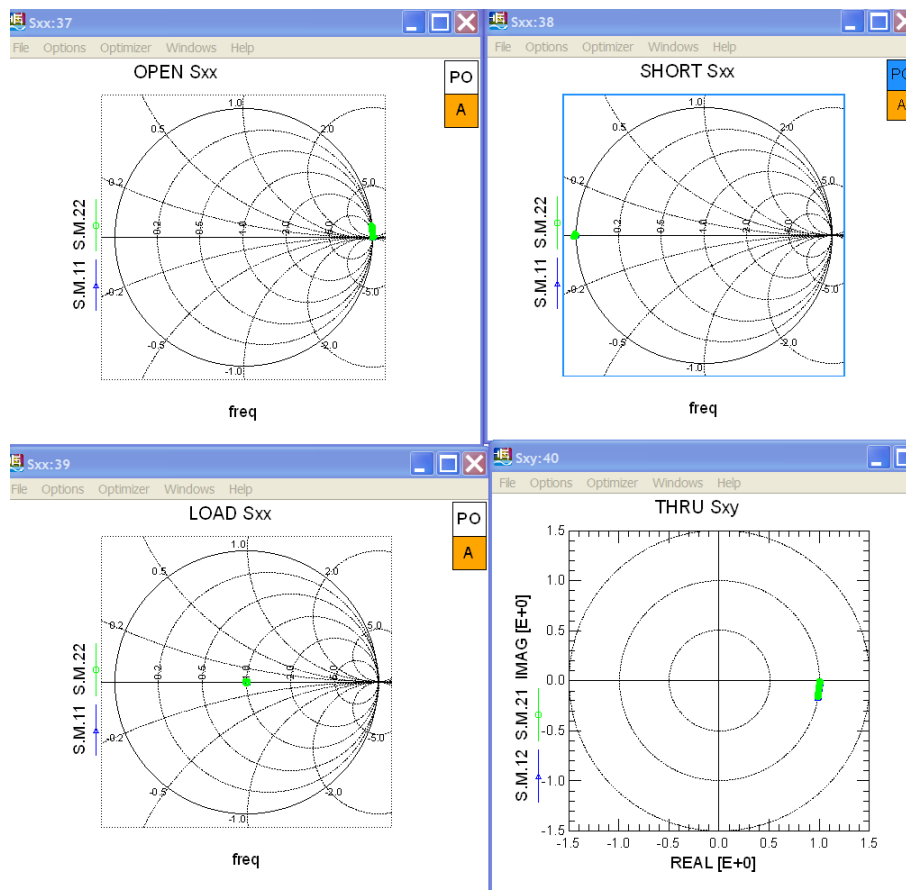 Sxx:37
File Options Optimizer Windows Help
OPEN Sxx
PO
A
1.0
0.5
2.0
0.2
5.0
0.2
0.5
1.0
2.0
5.0
-0.2
-5.0
-0.5
-2.0
-1.0
S.M.22
S.M.11
freq
Sxx:38
File Options Optimizer Windows Help
SHORT Sxx
PO
A
1.0
0.5
2.0
0.2
5.0
0.2
0.5
1.0
2.0
5.0
-0.2
-5.0
-0.5
-2.0
-1.0
S.M.22
S.M.11
freq
Sxx:39
File Options Optimizer Windows Help
LOAD Sxx
PO
A
1.0
0.5
2.0
0.2
5.0
0.2
0.5
2.0
5.0
-0.2
-5.0
-0.5
-2.0
-1.0
S.M.22
S.M.11
freq
Sxy:40
File Options Optimizer Windows Help
THRU Sxy
1.5
1.0
0.5
0.0
-0.5
-1.0
-1.5
IMAG [E+0]
S.M.21
S.M.12
-1.5 -1.0 -0.5 0.0 0.5 1.0 1.5
REAL [E+0]